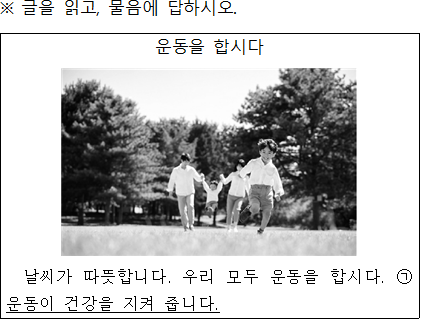 ※ 글을 읽고, 물음에 답하시오.
운동을 합시다
날씨가 따뜻합니다. 우리 모두 운동을 합시다. ㉠
운동이 건강을 지켜 줍니다.